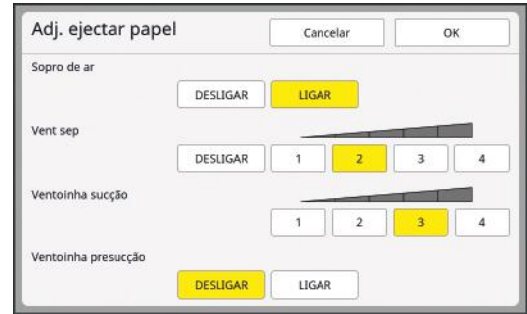 Adj. ejectar papel Cancelar OK
Sopro de ar
DESLIGAR LIGAR
Vent sep
DESLIGAR 1 2 3 4
Ventoinha sucção
1 2 3 4
Ventoinha presucção
DESLIGAR LIGAR